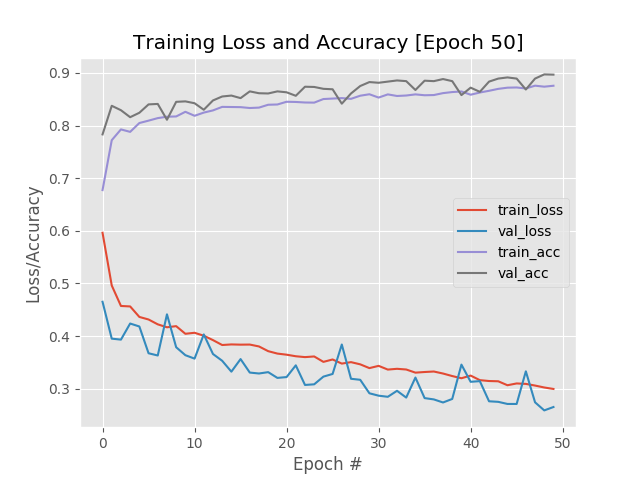 Training Loss and Accuracy [Epoch 50]
Loss/Accuracy
0.9
0.8
0.7
0.6
0.5
0.4
0.3
train_loss
val_loss
train_acc
val_acc
0 10 20 30 40 50
Epoch #